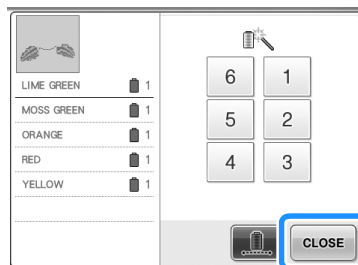 LIME GREEN 1
MOSS GREEN 1
ORANGE 1
RED 1
YELLOW 1
6 1
5 2
4 3
CLOSE